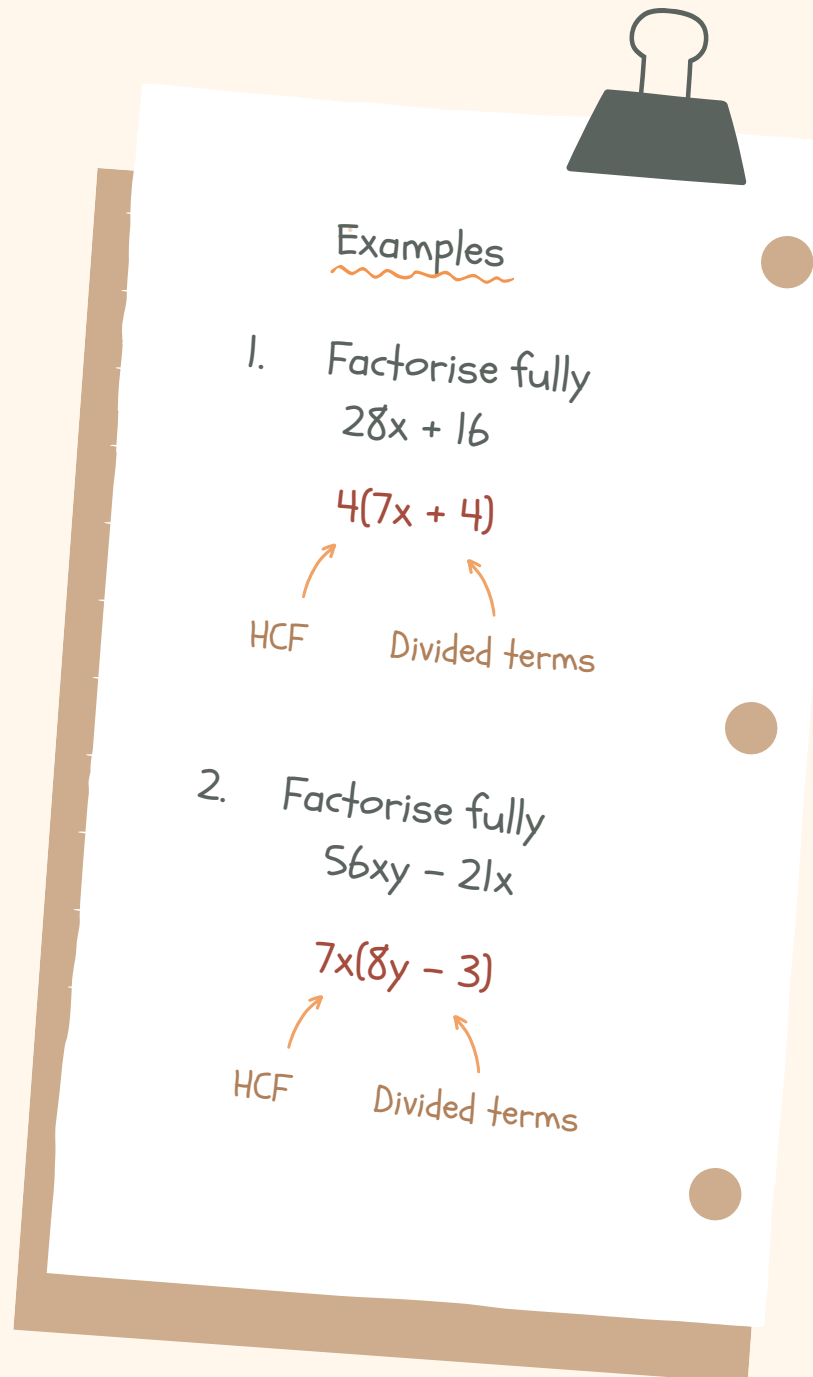 Examples
1. Factorise fully
28x + 16
4(7x + 4)
HCF
Divided terms
2. Factorise fully
56xy - 21x
7x(8y - 3)
HCF
Divided terms